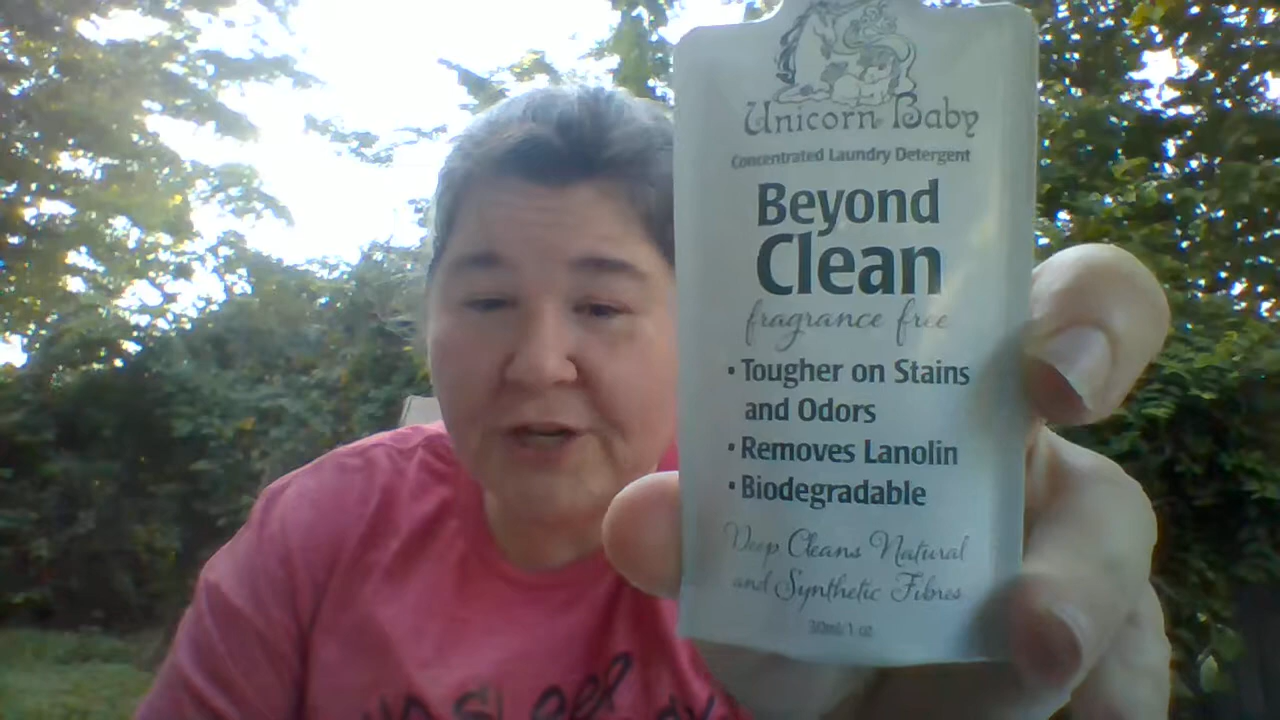 Unicorn Baby
Concentrated Laundry Detergent
Beyond
Clean
fragrance free
• Tougher on Stains
and Odors
• Removes Lanolin
• Biodegradable
Deep Cleans Natural
and Synthetic Fibres
30ml/1 oz
sleep